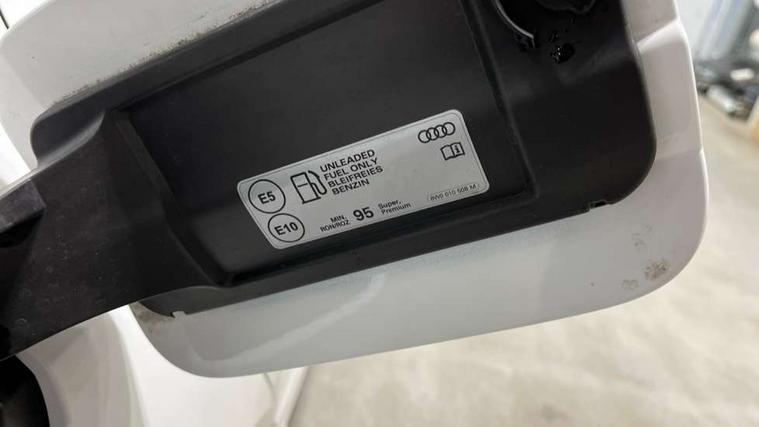 E5
E10
UNLEADED
FUEL ONLY
BLEIFREIES
BENZIN
MIN.
RON/ROZ
95
Super,
Premium
8W0 010 508 M